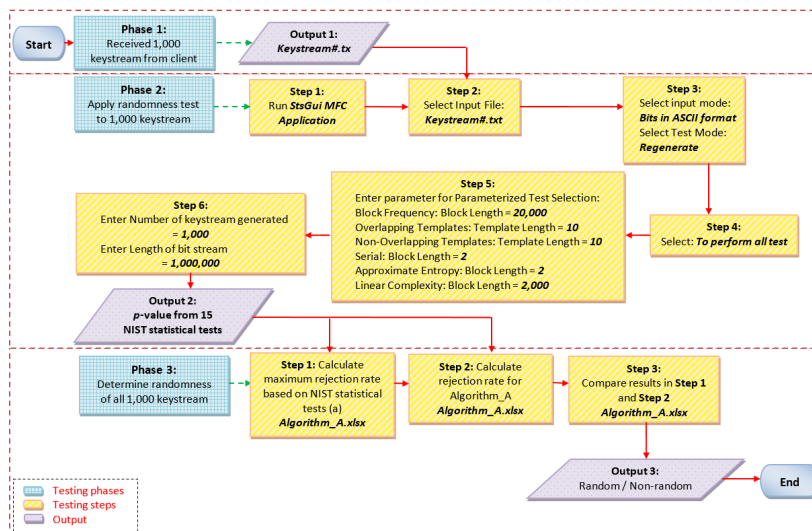 Start
Phase 1:
Received 1,000
keystream from client
Output 1:
Keystream#.tx
Phase 2:
Apply randomness test
to 1,000 keystream
Step 1:
Run StsGui MFC
Application
Step 2:
Select Input File:
Keystream#.txt
Step 3:
Select input mode:
Bits in ASCII format
Select Test Mode:
Regenerate
Step 4:
Select: To perform all test
Step 5:
Enter parameter for Parameterized Test Selection:
Block Frequency: Block Length = 20,000
Overlapping Templates: Template Length = 10
Non-Overlapping Templates: Template Length = 10
Serial: Block Length = 2
Approximate Entropy: Block Length = 2
Linear Complexity: Block Length = 2,000
Step 6:
Enter Number of keystream generated
= 1,000
Enter Length of bit stream
= 1,000,000
Output 2:
p-value from 15
NIST statistical tests
Phase 3:
Determine randomness
of all 1,000 keystream
Step 1: Calculate
maximum rejection rate
based on NIST statistical
tests (a)
Algorithm_A.xlsx
Step 2: Calculate
rejection rate for
Algorithm_A
Algorithm_A.xlsx
Step 3:
Compare results in Step 1
and Step 2
Algorithm_A.xlsx
Output 3:
Random / Non-random
End
Testing phases
Testing steps
Output